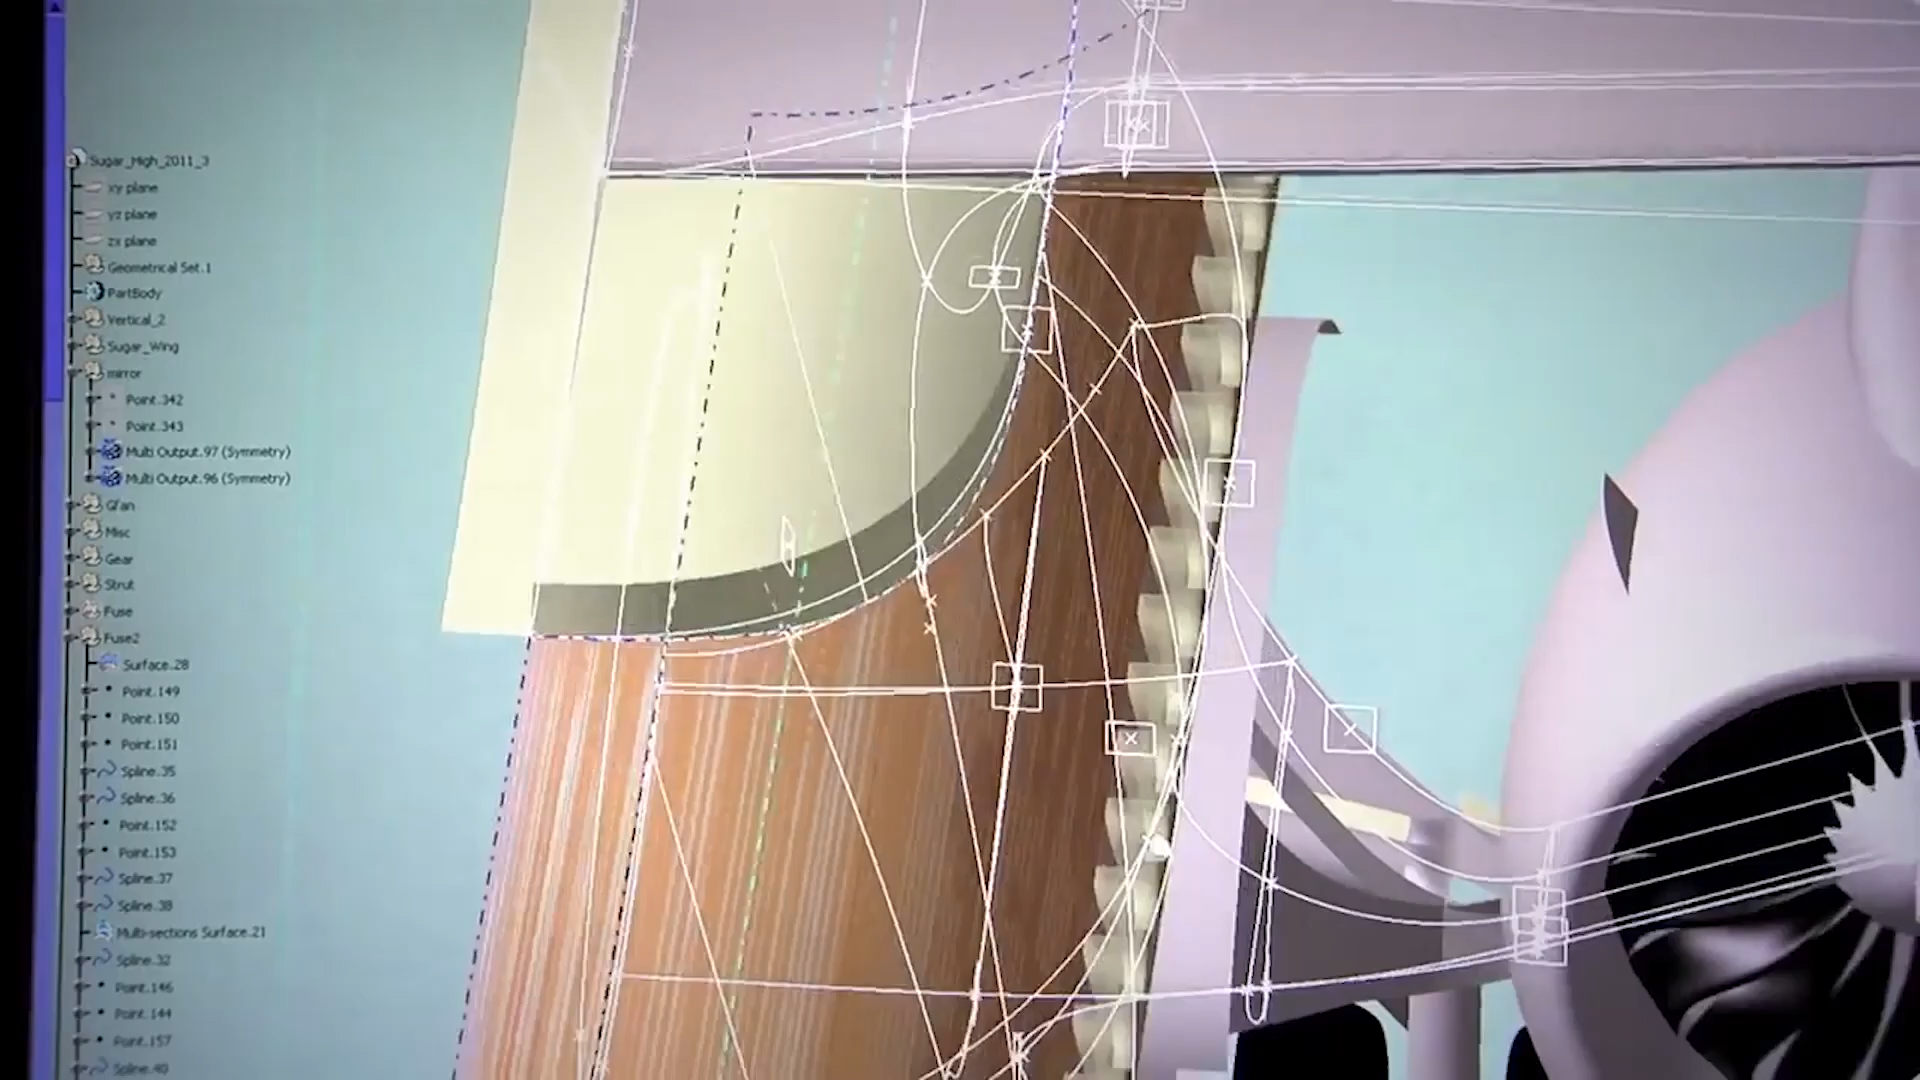 Sugar_High_2011_3
xy plane
yz plane
zx plane
Geometrical Set.1
PartBody
Vertical_2
Sugar_Wing
mirror
Point.342
Point.343
Multi Output.97 (Symmetry)
Multi Output.96 (Symmetry)
Gfan
Misc
Gear
Strut
Fuse
Fuse2
Surface.28
Point.149
Point.150
Point.151
Spline.35
Spline.36
Point.152
Point.153
Spline.37
Spline.38
Multi-sections Surface.21
Spline.32
Point.146
Point.144
Point.157
Spline.40